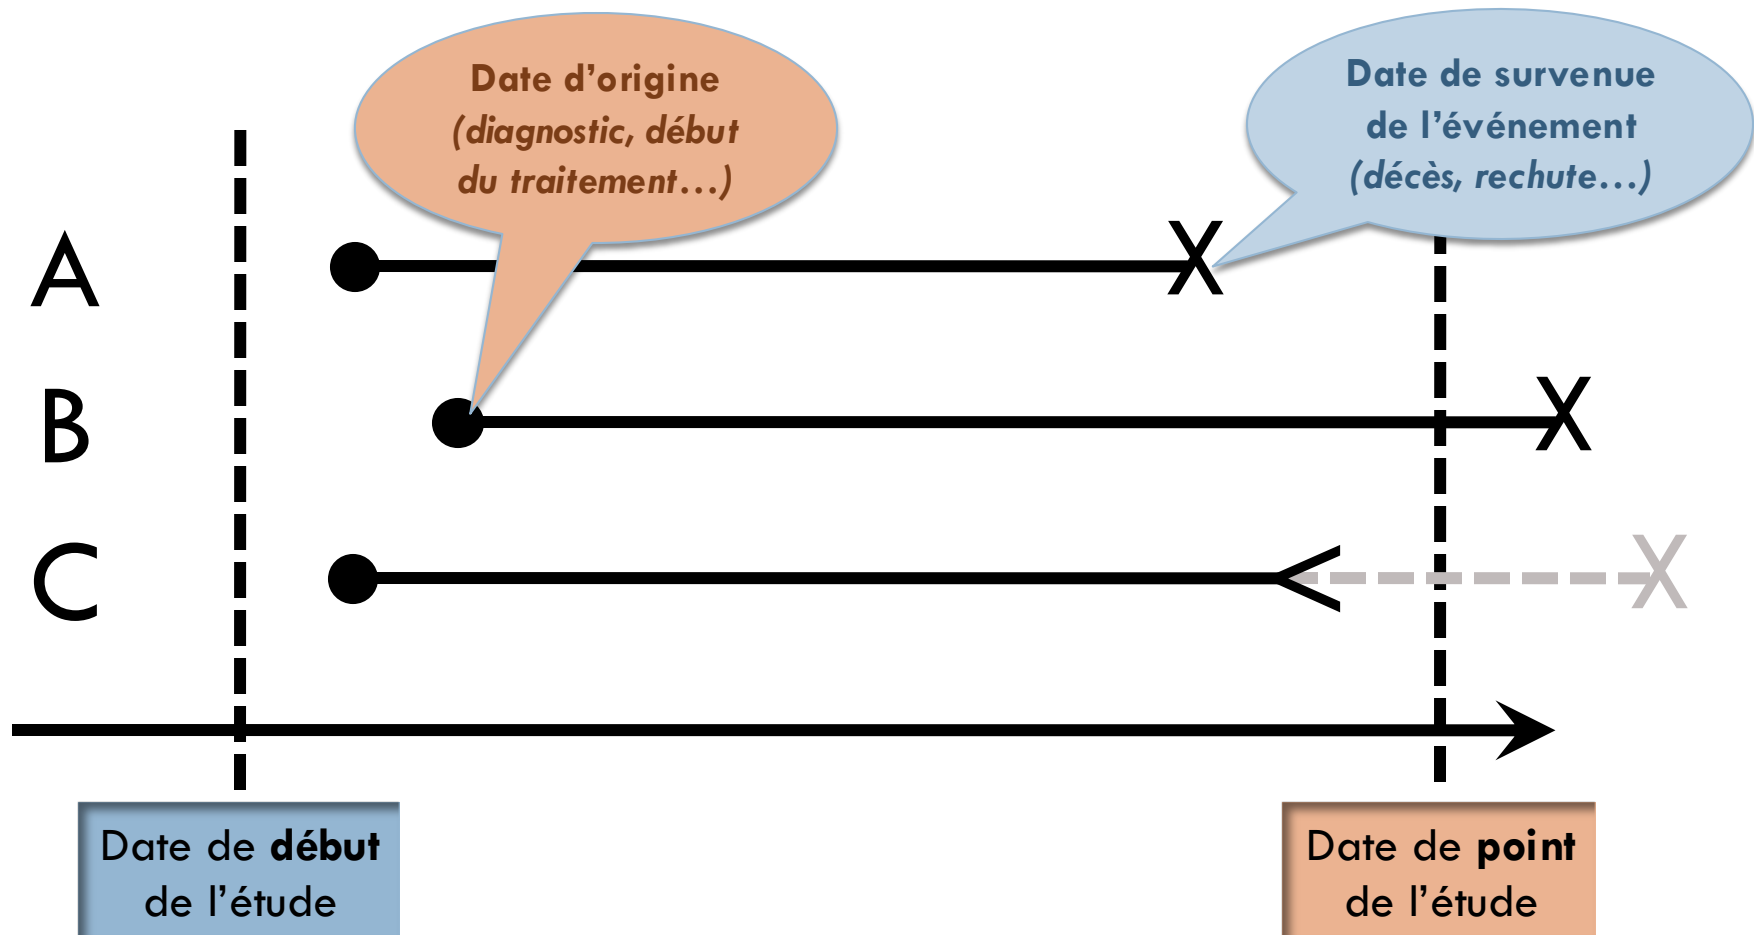 Date d’origine
(diagnostic, début
du traitement…)
Date de survenue
de l’événement
(décès, rechute…)
A
X
B
X
C
X
Date de début
de l’étude
Date de point
de l’étude